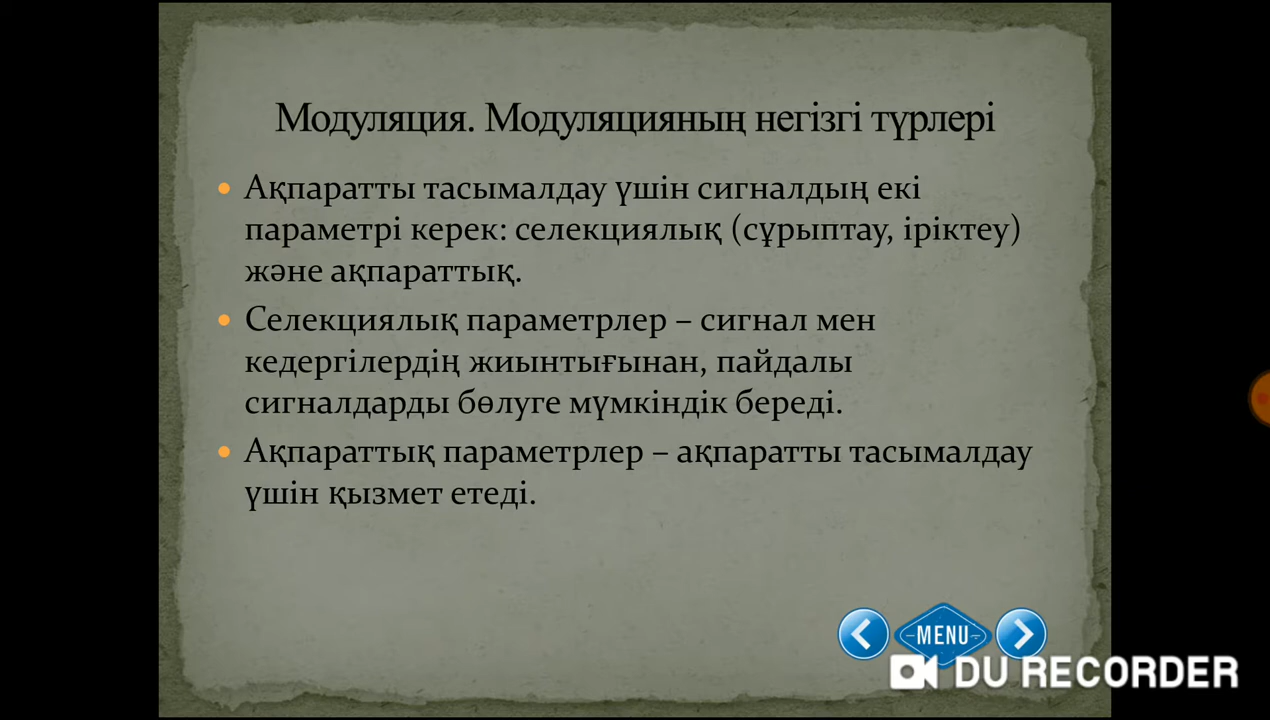 Модуляция. Модуляцияның негізгі түрлері
• Ақпаратты тасымалдау үшін сигналдың екі
параметрі керек: селекциялық (сұрыптау, іріктеу)
және ақпараттық.
• Селекциялық параметрлер – сигнал мен
кедергілердің жиынтығынан, пайдалы
сигналдарды бөлуге мүмкіндік береді.
• Ақпараттық параметрлер – ақпаратты тасымалдау
үшін қызмет етеді.
MENU
DU RECORDER